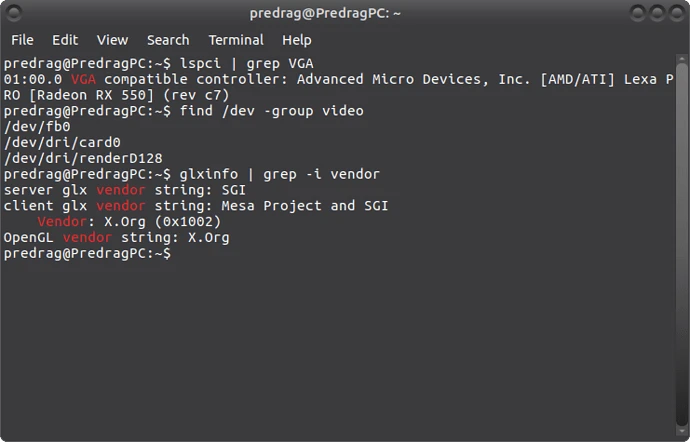 predrag@PredragPC: ~
File Edit View Search Terminal Help
predrag@PredragPC:~$ lspci | grep VGA
01:00.0 VGA compatible controller: Advanced Micro Devices, Inc. [AMD/ATI] Lexa P
RO [Radeon RX 550] (rev c7)
predrag@PredragPC:~$ find /dev -group video
/dev/fb0
/dev/dri/card0
/dev/dri/renderD128
predrag@PredragPC:~$ glxinfo | grep -i vendor
server glx vendor string: SGI
client glx vendor string: Mesa Project and SGI
    Vendor: X.Org (0x1002)
OpenGL vendor string: X.Org
predrag@PredragPC:~$